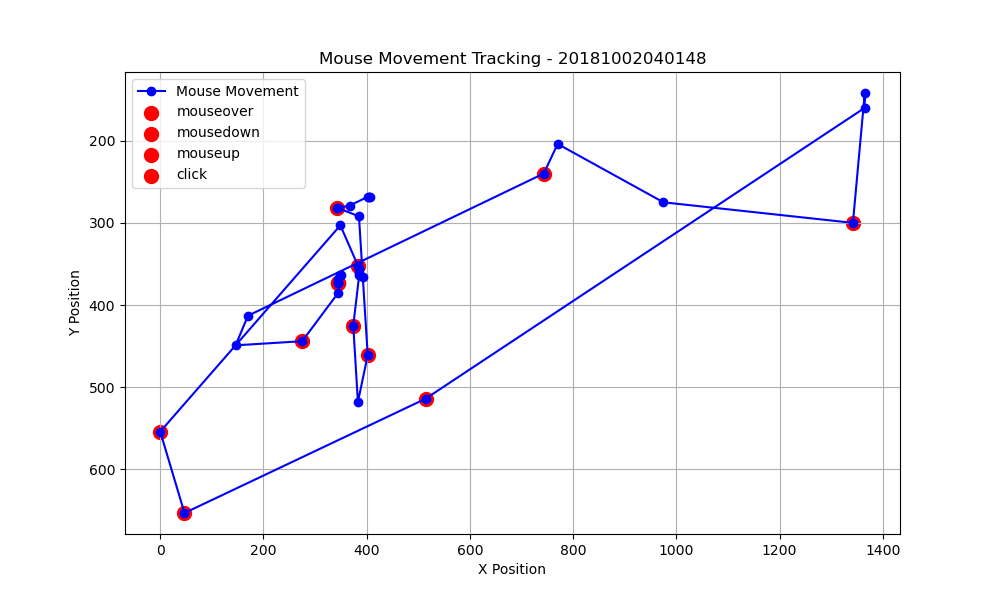 Mouse Movement Tracking - 20181002040148
Mouse Movement
mouseover
mousedown
mouseup
click
200
300
400
500
600
Y Position
0 200 400 600 800 1000 1200 1400
X Position